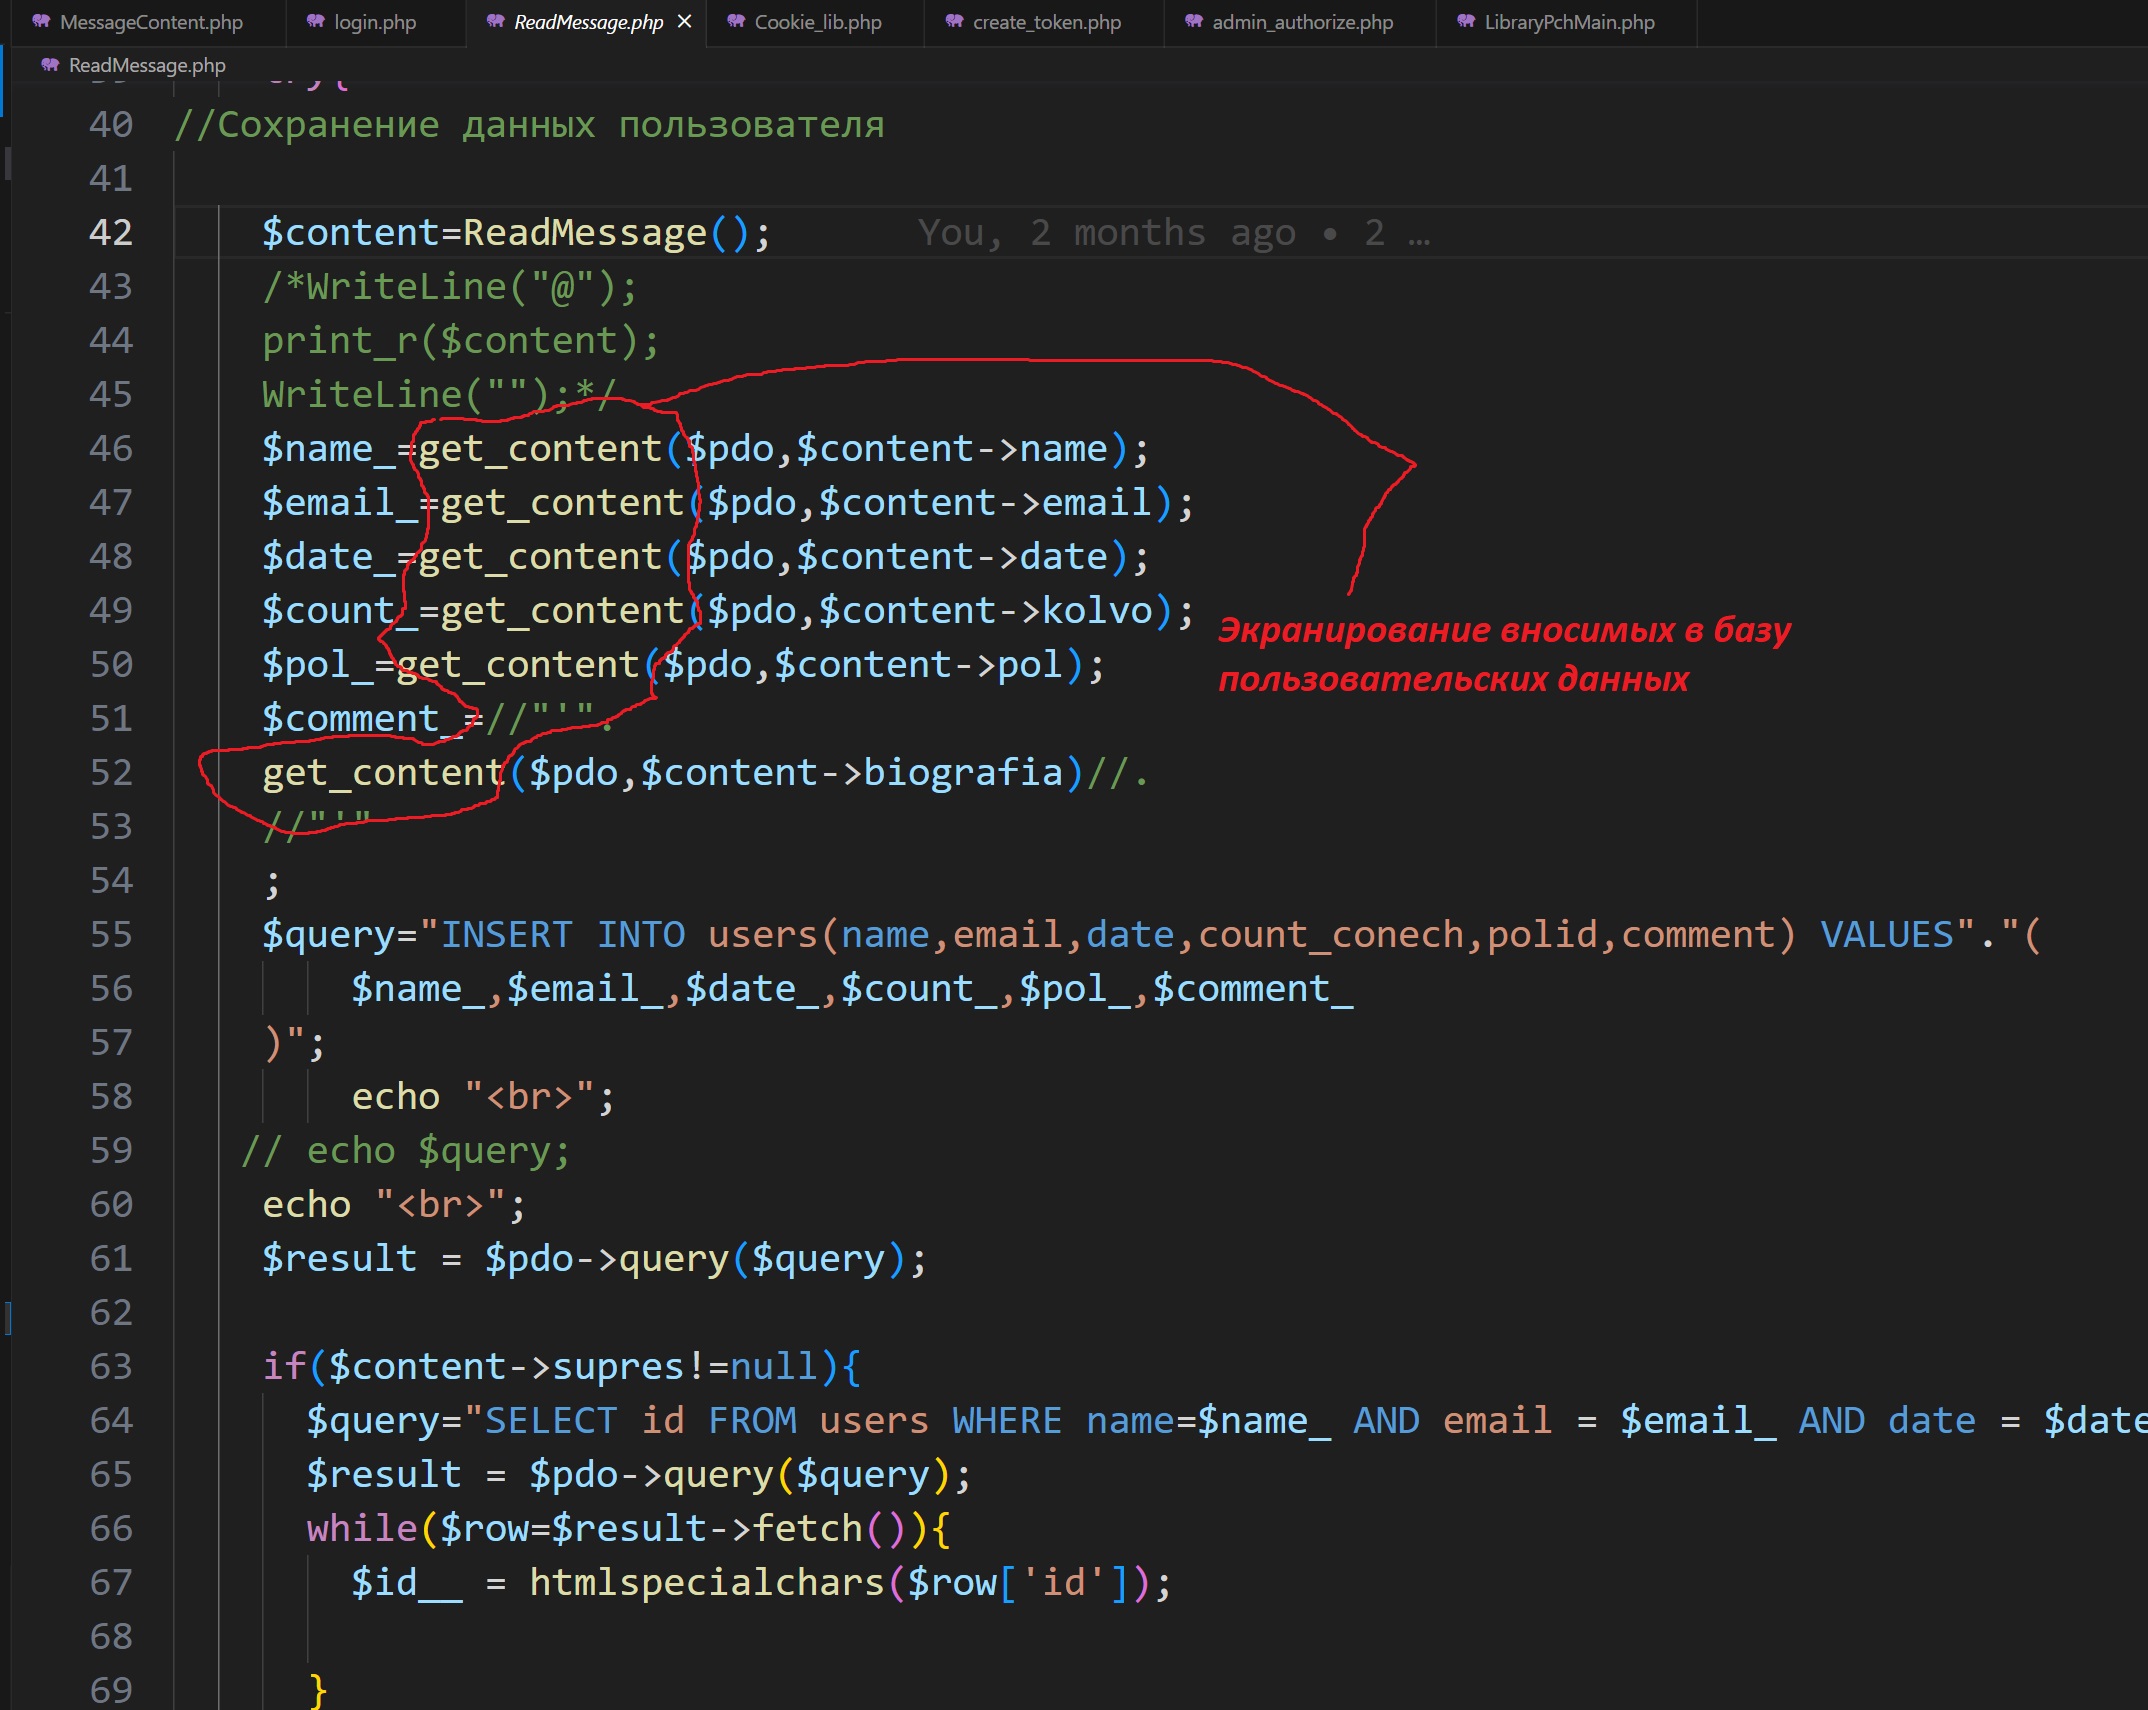 MessageContent.php login.php ReadMessage.php × Cookie_lib.php create_token.php admin_authorize.php LibraryPchMain.php
ReadMessage.php
40 //Сохранение данных пользователя
41
42 $content=ReadMessage(); You, 2 months ago • 2 …
43 /*WriteLine("@");
44 print_r($content);
45 WriteLine("");*/
46 $name_=get_content($pdo,$content->name);
47 $email_=get_content($pdo,$content->email);
48 $date_=get_content($pdo,$content->date);
49 $count_=get_content($pdo,$content->kolvo);
Экранирование вносимых в базу
50 $pol_=get_content($pdo,$content->pol);
пользовательских данных
51 $comment_=//"'".
52 get_content($pdo,$content->biografia)//.
53 //"'"
54 ;
55 $query="INSERT INTO users(name,email,date,count_conech,polid,comment) VALUES"."(
56 $name_,$email_,$date_,$count_,$pol_,$comment_
57 )";
58 echo "<br>";
59 // echo $query;
60 echo "<br>";
61 $result = $pdo->query($query);
62
63 if($content->supres!=null){
64 $query="SELECT id FROM users WHERE name=$name_ AND email = $email_ AND date = $date
65 $result = $pdo->query($query);
66 while($row=$result->fetch()){
67 $id__ = htmlspecialchars($row['id']);
68
69 }